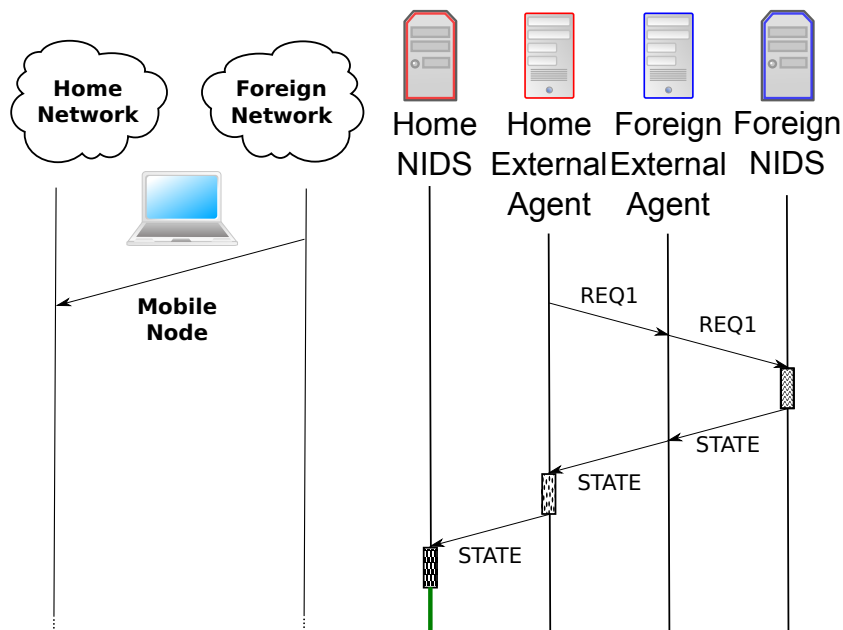 Home
Network
Foreign
Network
Mobile
Node
Home
NIDS
Home
External
Agent
Foreign
External
Agent
Foreign
NIDS
REQ1
REQ1
STATE
STATE
STATE